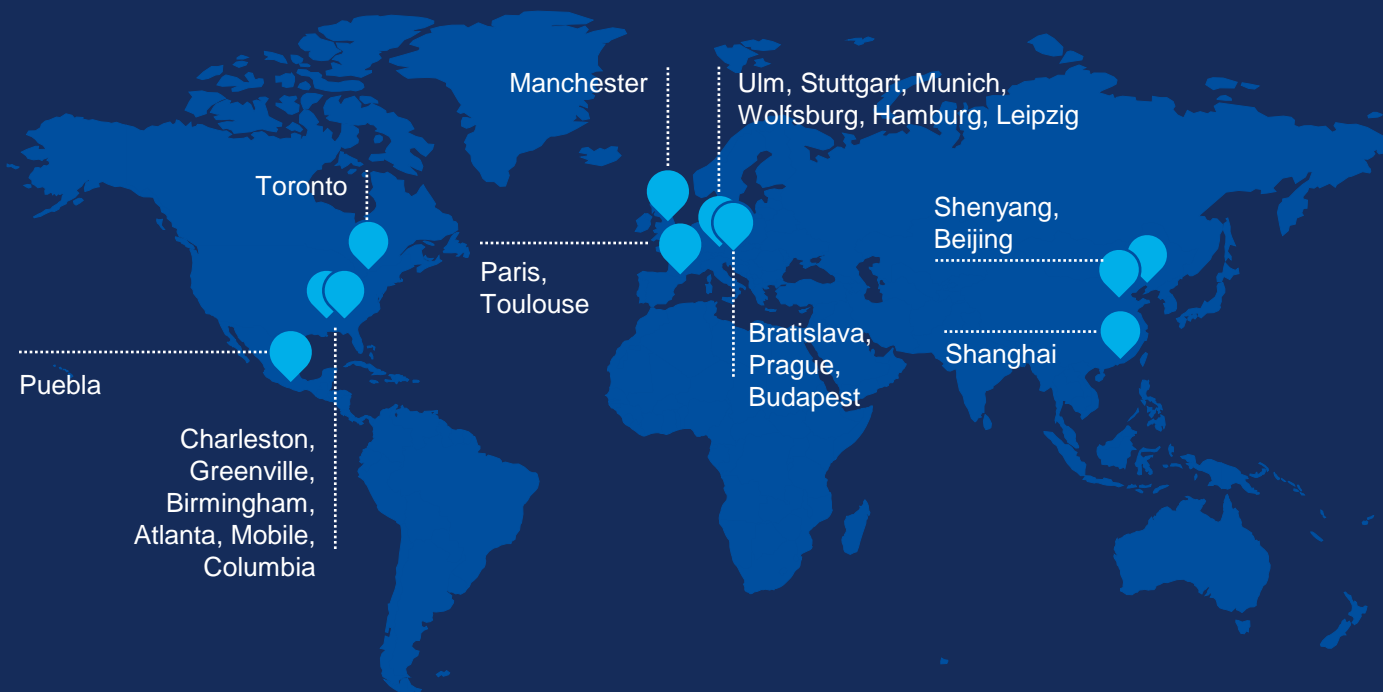 Manchester
Ulm, Stuttgart, Munich,
Wolfsburg, Hamburg, Leipzig
Toronto
Shenyang,
Beijing
Paris,
Toulouse
Bratislava,
Prague,
Budapest
Shanghai
Puebla
Charleston,
Greenville,
Birmingham,
Atlanta, Mobile,
Columbia